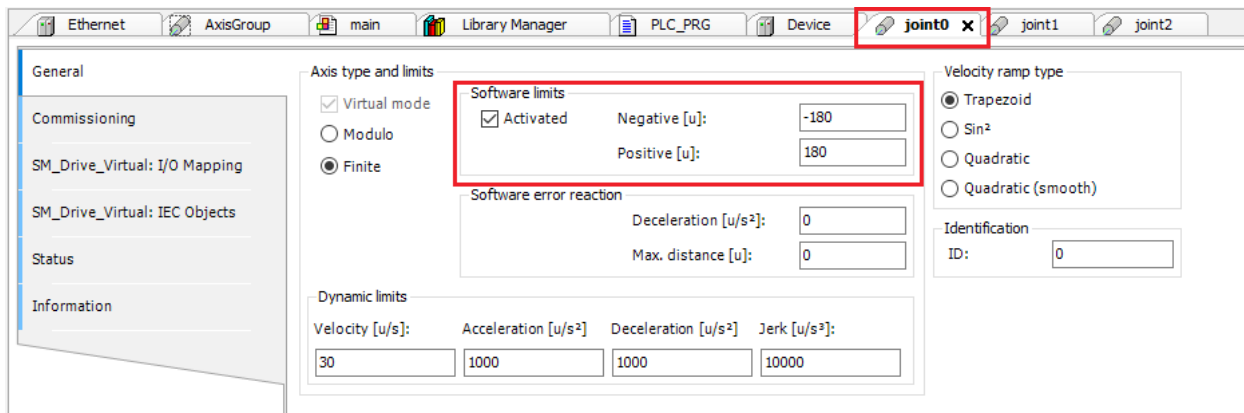 Ethernet AxisGroup main Library Manager PLC_PRG Device joint0 x joint1 joint2
General
Commissioning
SM_Drive_Virtual: I/O Mapping
SM_Drive_Virtual: IEC Objects
Status
Information
Axis type and limits
Virtual mode
Modulo
Finite
Software limits
Activated Negative [u]: -180
Positive [u]: 180
Software error reaction
Deceleration [u/s²]: 0
Max. distance [u]: 0
Dynamic limits
Velocity [u/s]: Acceleration [u/s²] Deceleration [u/s²] Jerk [u/s³]:
30 1000 1000 10000
Velocity ramp type
Trapezoid
Sin²
Quadratic
Quadratic (smooth)
Identification
ID: 0